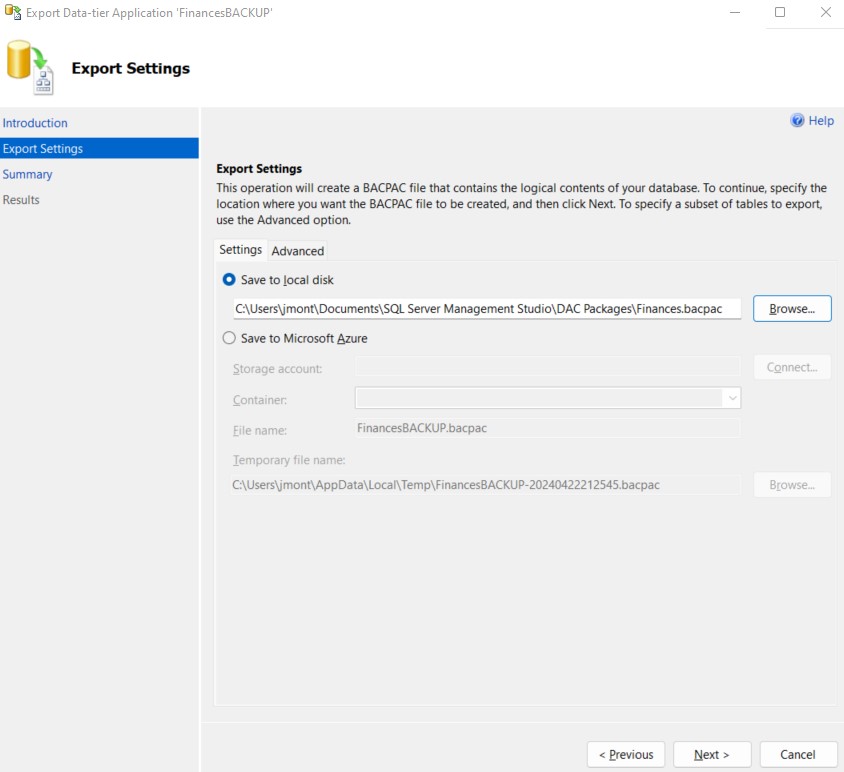 Export Data-tier Application 'FinancesBACKUP'
Export Settings
Introduction
Export Settings
Summary
Results
Help
Export Settings
This operation will create a BACPAC file that contains the logical contents of your database. To continue, specify the
location where you want the BACPAC file to be created, and then click Next. To specify a subset of tables to export,
use the Advanced option.
Settings Advanced
Save to local disk
C:\Users\jmont\Documents\SQL Server Management Studio\DAC Packages\Finances.bacpac Browse...
Save to Microsoft Azure
Storage account: Connect...
Container:
File name: FinancesBACKUP.bacpac
Temporary file name:
C:\Users\jmont\AppData\Local\Temp\FinancesBACKUP-20240422212545.bacpac Browse...
< Previous Next > Cancel